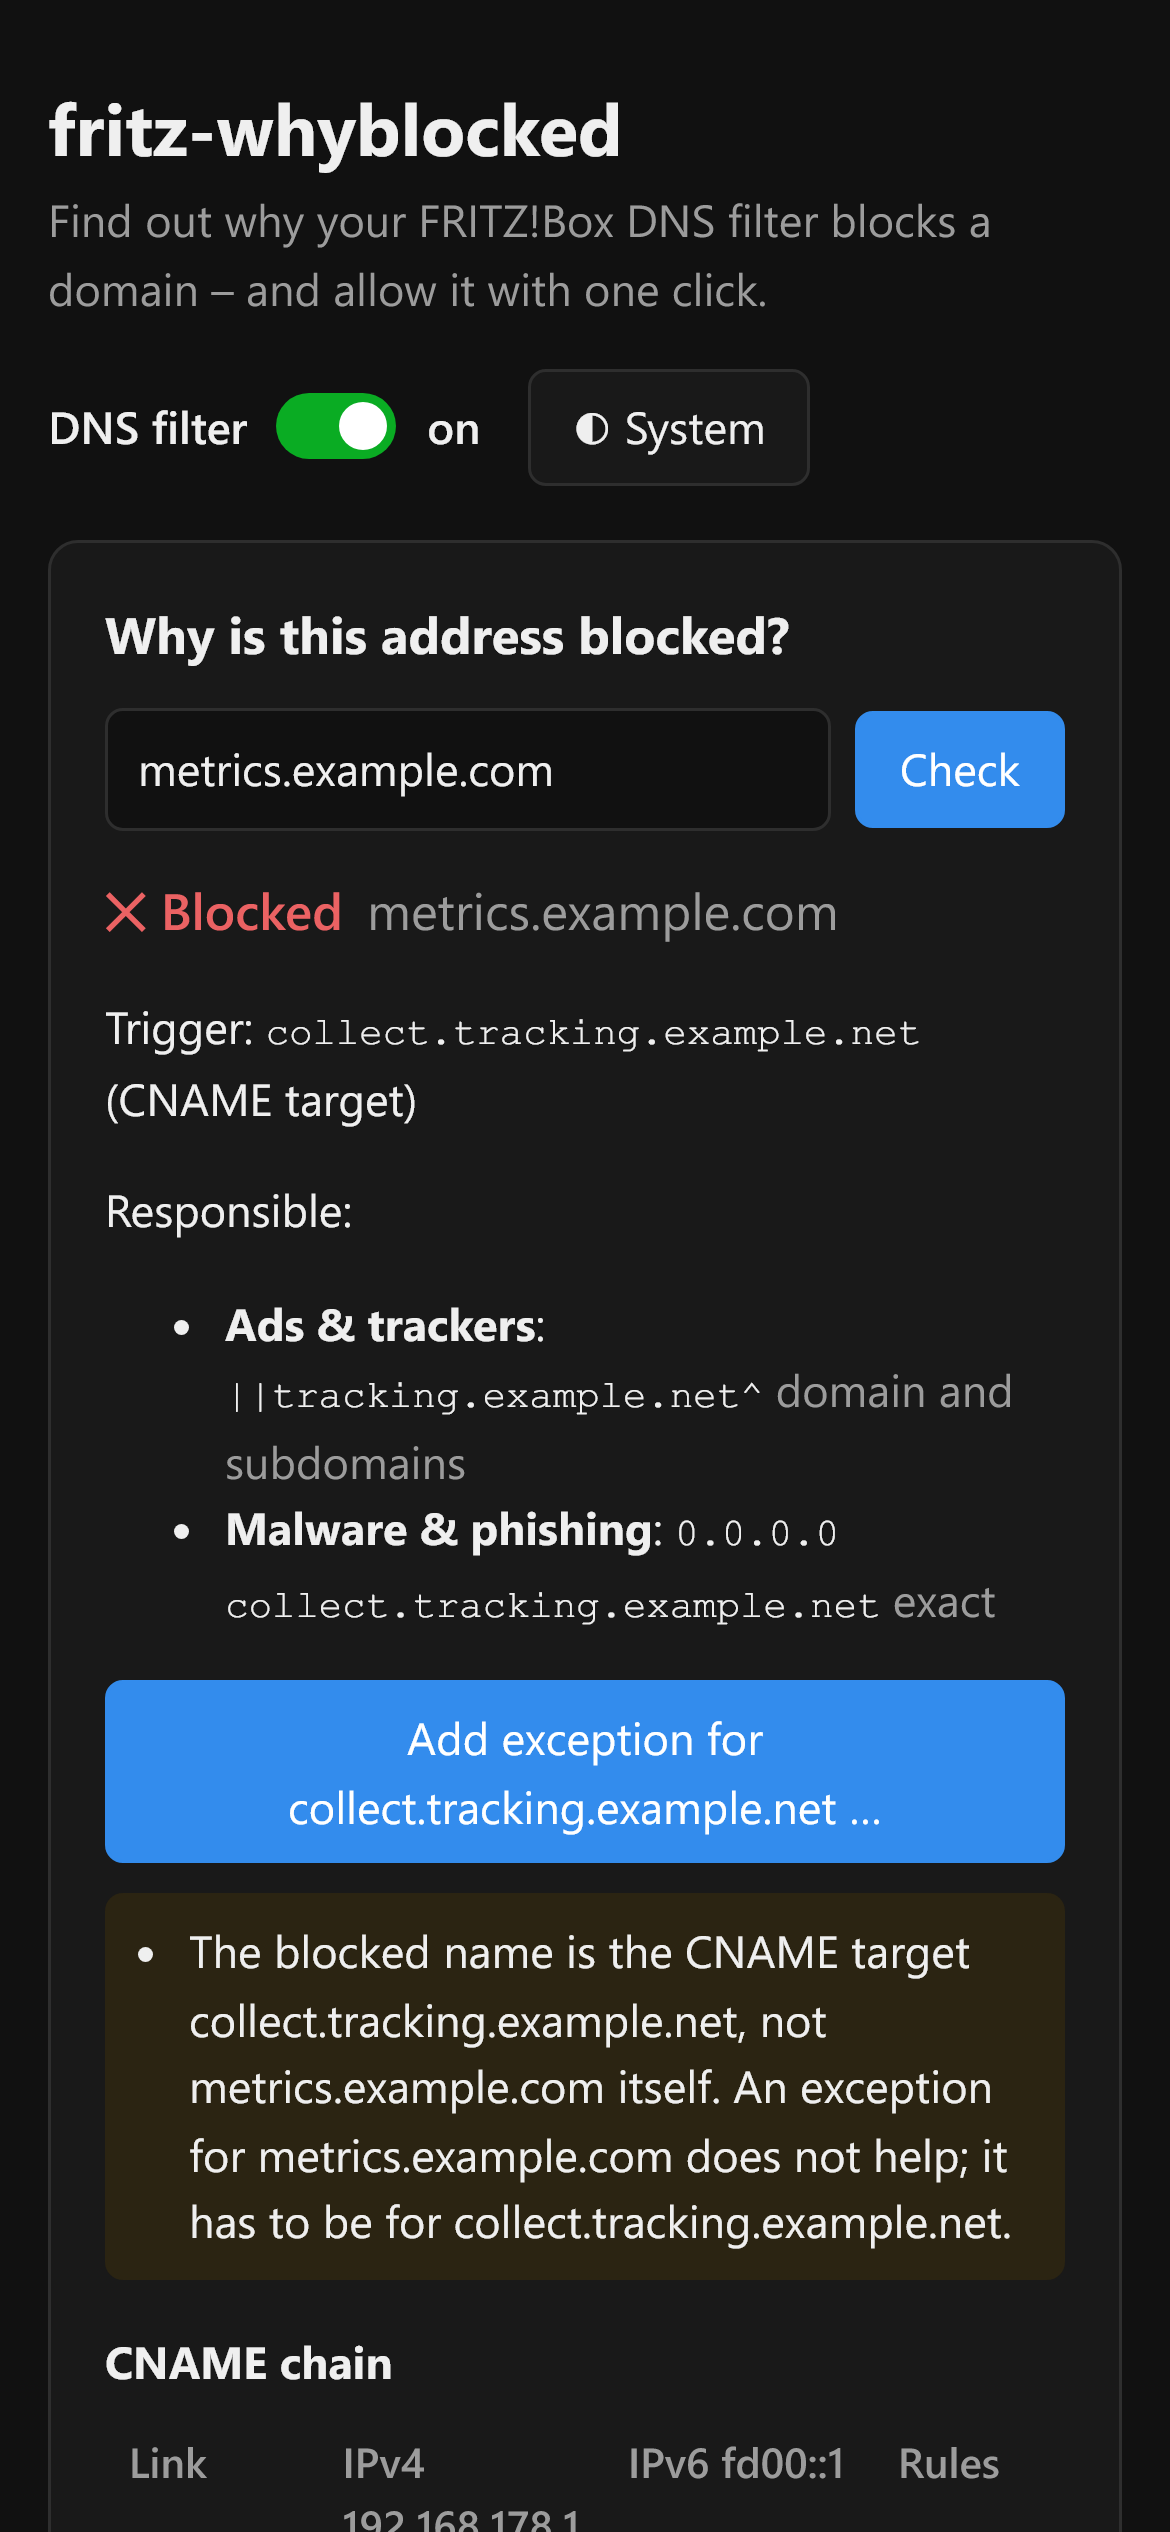 fritz-whyblocked
Find out why your FRITZ!Box DNS filter blocks a
domain – and allow it with one click.
DNS filter on ◐ System
Why is this address blocked?
metrics.example.com Check
✕ Blocked metrics.example.com
Trigger: collect.tracking.example.net
(CNAME target)
Responsible:
• Ads & trackers:
||tracking.example.net^ domain and
subdomains
• Malware & phishing: 0.0.0.0
collect.tracking.example.net exact
Add exception for
collect.tracking.example.net ...
• The blocked name is the CNAME target
collect.tracking.example.net, not
metrics.example.com itself. An exception
for metrics.example.com does not help; it
has to be for collect.tracking.example.net.
CNAME chain
Link IPv4 IPv6 fd00::1 Rules
192.168.178.1